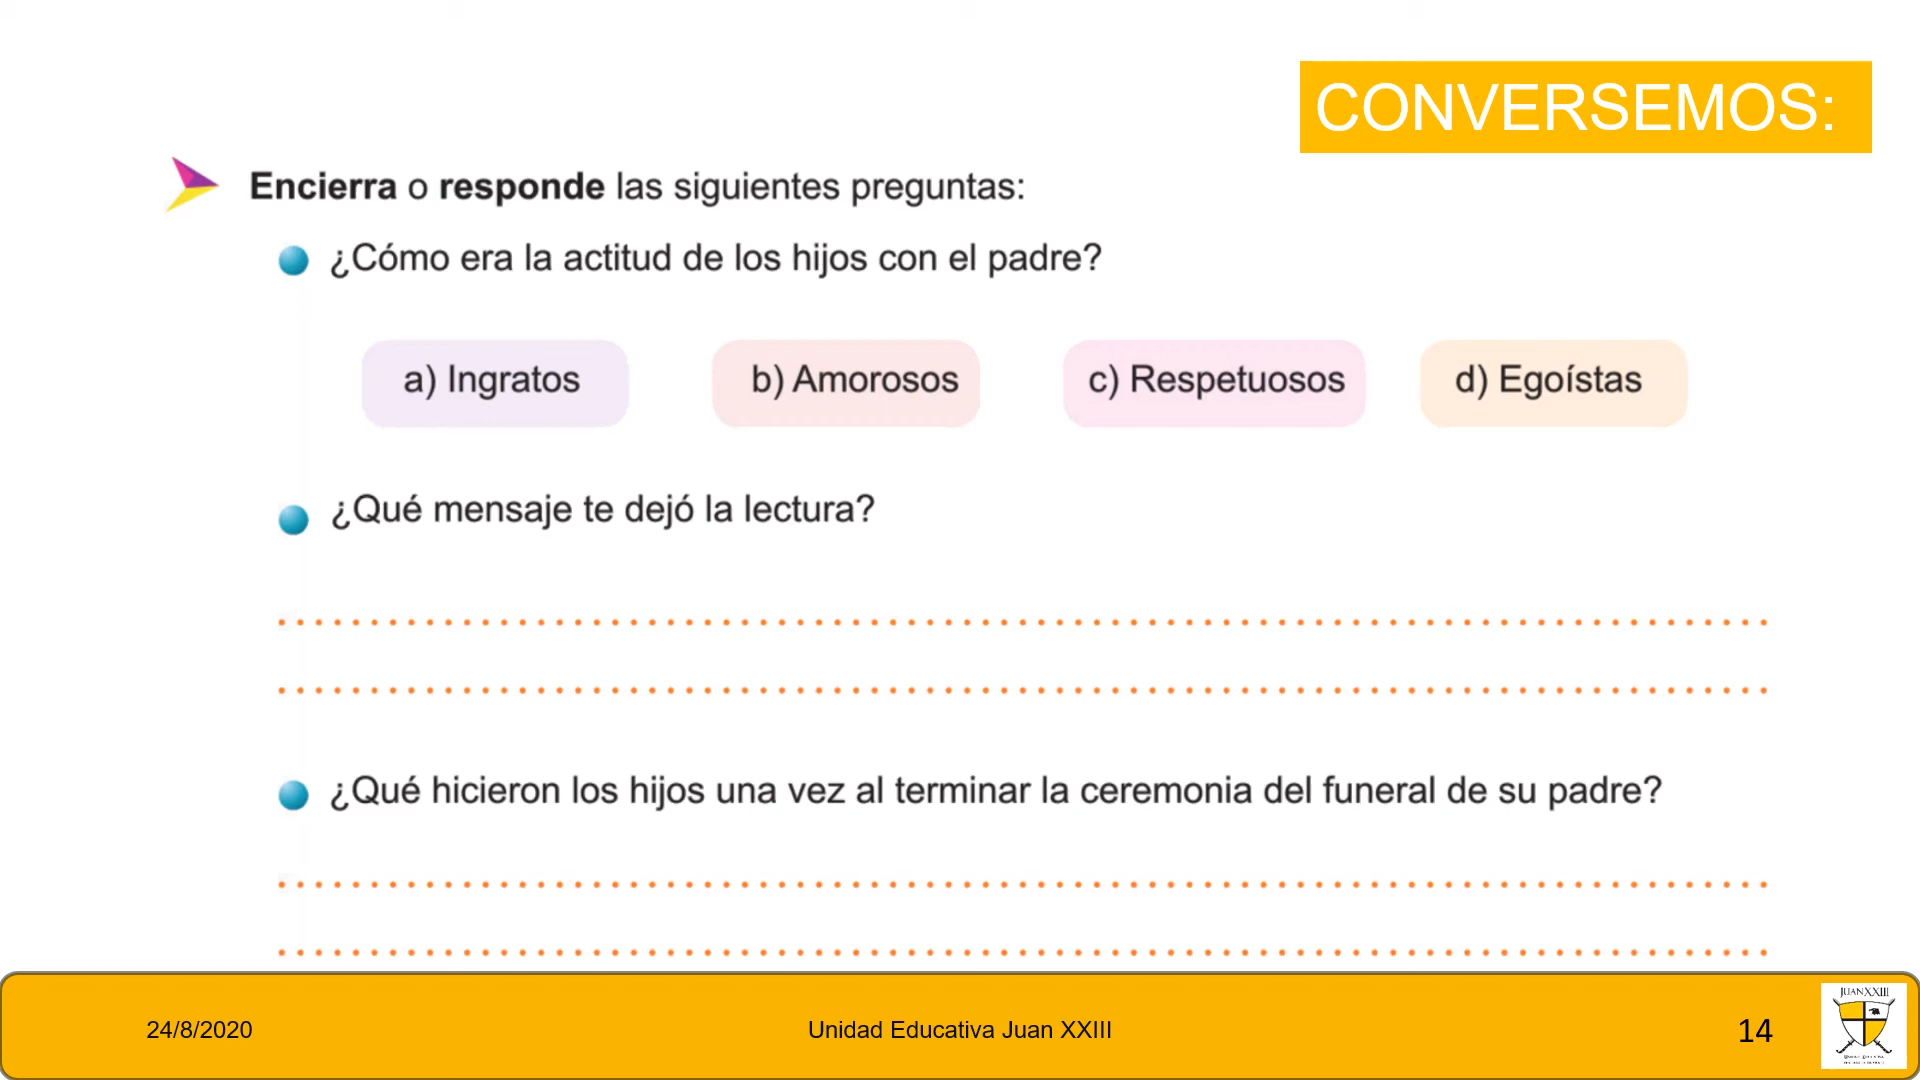 CONVERSEMOS:
Encierra o responde las siguientes preguntas:
¿Cómo era la actitud de los hijos con el padre?
a) Ingratos b) Amorosos c) Respetuosos d) Egoístas
¿Qué mensaje te dejó la lectura?
¿Qué hicieron los hijos una vez al terminar la ceremonia del funeral de su padre?
24/8/2020 Unidad Educativa Juan XXIII 14
JUAN XXIII